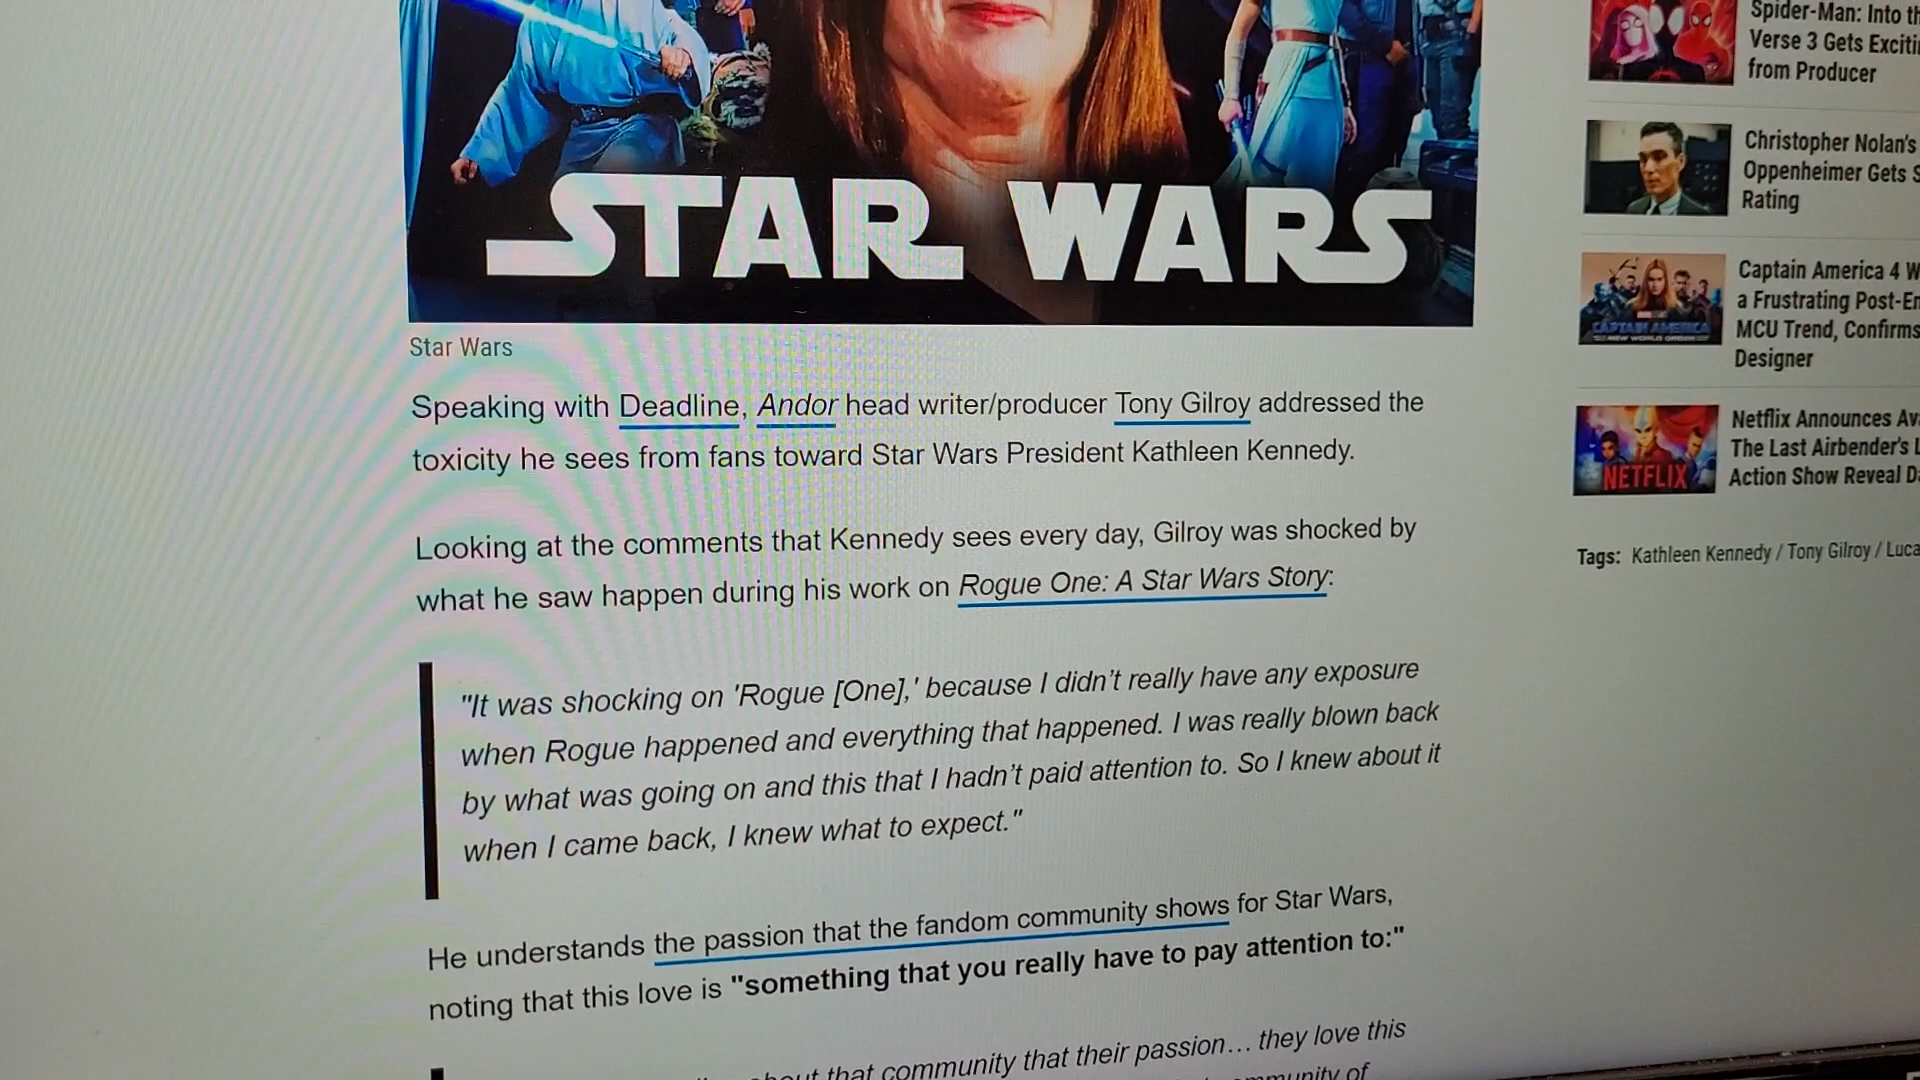 STAR WARS
Star Wars
Speaking with Deadline, Andor head writer/producer Tony Gilroy addressed the
toxicity he sees from fans toward Star Wars President Kathleen Kennedy.
Looking at the comments that Kennedy sees every day, Gilroy was shocked by
what he saw happen during his work on Rogue One: A Star Wars Story:
"It was shocking on 'Rogue [One],' because I didn't really have any exposure
when Rogue happened and everything that happened. I was really blown back
by what was going on and this that I hadn't paid attention to. So I knew about it
when I came back, I knew what to expect."
He understands the passion that the fandom community shows for Star Wars,
noting that this love is "something that you really have to pay attention to:"
that community that their passion... they love this
of
Spider-Man: Into
Verse 3 Gets
from Producer
Christopher Nolan's
Oppenheimer Gets
Rating
CAPTAIN AMERICA
NEW WORLD ORDER
Captain America 4
a Frustrating
MCU Trend, Confirms
Designer
NETFLIX
Netflix Announces
The Last Airbender's
Action Show Reveal
Tags: Kathleen Kennedy / Tony Gilroy /